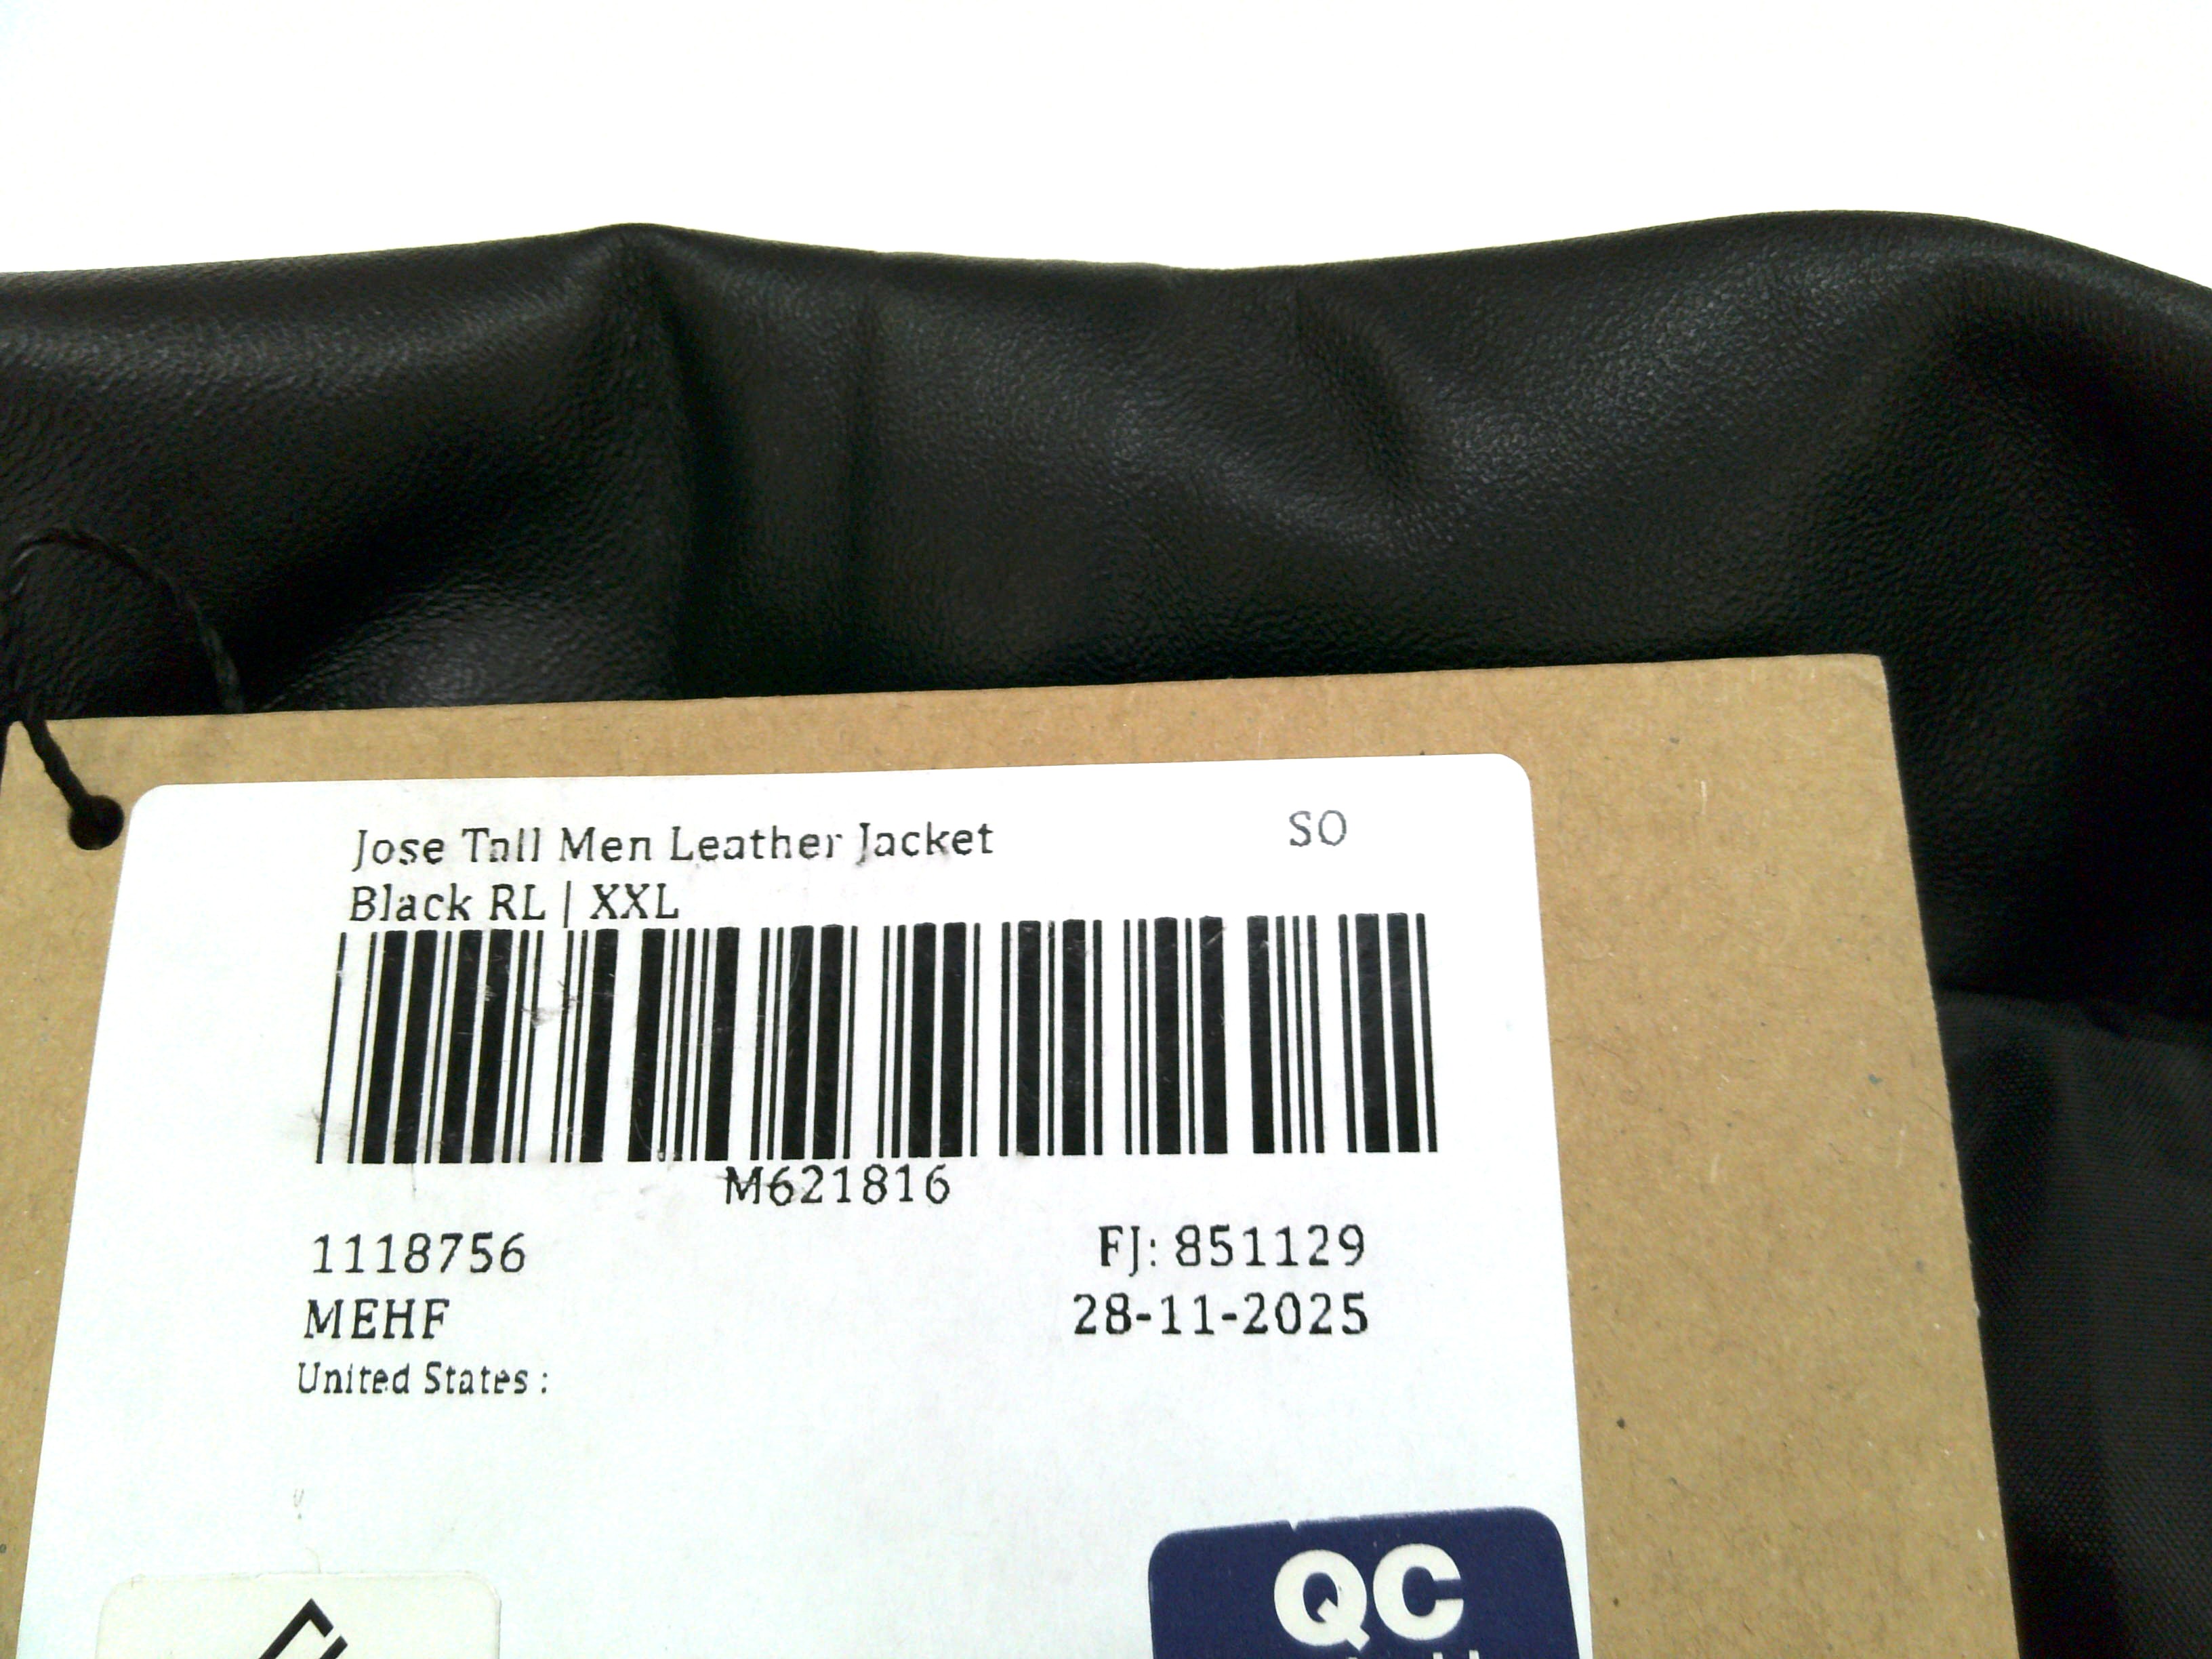 Jose Tall Men Leather Jacket SO
Black RL | XXL
M621816
1118756 FJ: 851129
MEHF 28-11-2025
United States :
QC